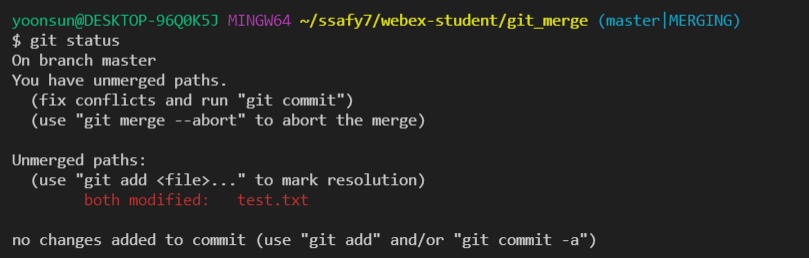 yoonsun@DESKTOP-96Q0K5J MINGW64 ~/ssafy7/webex-student/git_merge (master|MERGING)
$ git status
On branch master
You have unmerged paths.
  (fix conflicts and run "git commit")
  (use "git merge --abort" to abort the merge)

Unmerged paths:
  (use "git add <file>..." to mark resolution)
        both modified:   test.txt

no changes added to commit (use "git add" and/or "git commit -a")